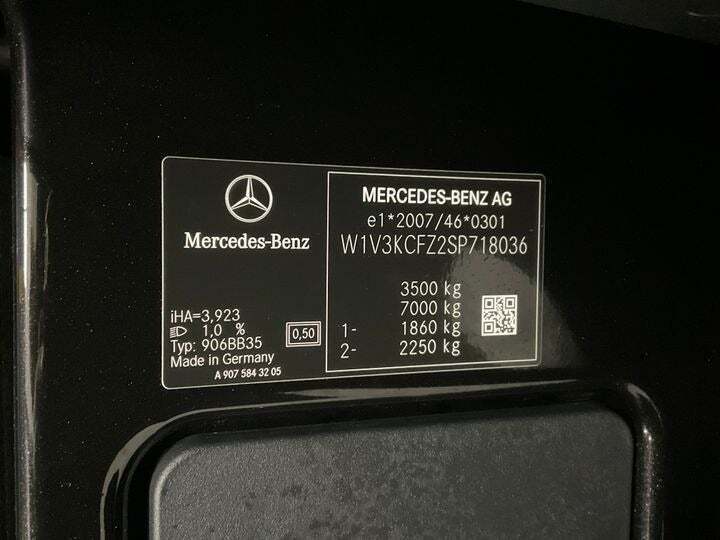 Mercedes-Benz
iHA=3,923
1,0 %
0,50
Typ: 906BB35
Made in Germany
A 907 584 32 05
MERCEDES-BENZ AG
e1*2007/46*0301
W1V3KCFZ2SP718036
3500 kg
7000 kg
1- 1860 kg
2- 2250 kg